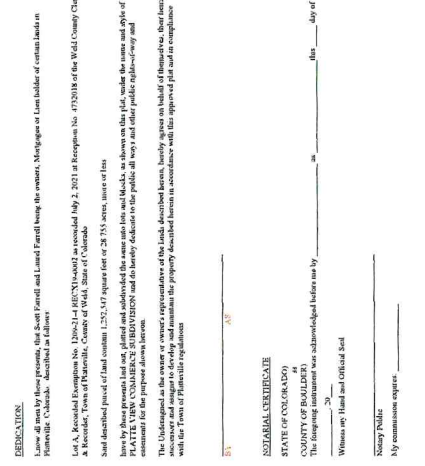 DEDICATION
Know all men by these presents, that Scott Farrell and Laurel Farrell being the owners, Mortgagee or Lien holder of certain lands in
Platteville Colorado, described as follows:
Lot A, Recorded Exemption No. 1209-21-4 RECX19-0002 as recorded July 2, 2021 at Reception No. 4732018 of the Weld County Cle
& Recorder, Town of Platteville, County of Weld, State of Colorado
Said described parcel of land contain 1,252,547 square feet or 28.755 acres, more or less
have by these presents laid out, platted and subdivided the same into lots and blocks, as shown on this plat, under the name and style of
PLATTE VIEW COMMERCE SUBDIVISION and do hereby dedicate to the public all ways and other public rights-of-way and
easements for the purpose shown hereon.
The Undersigned as the owner or owner's representative of the lands described herein, hereby agrees on behalf of themselves, their heirs
successors and assigns to develop and maintain the property described hereon in accordance with this approved plat and in compliance
with the Town of Platteville regulations
BY AS
NOTARIAL CERTIFICATE
STATE OF COLORADO)
ss
COUNTY OF BOULDER)
The foregoing instrument was acknowledged before me by ____ as ____ this ____ day of
____, 20__.
Witness my Hand and Official Seal
Notary Public
My commission expires: